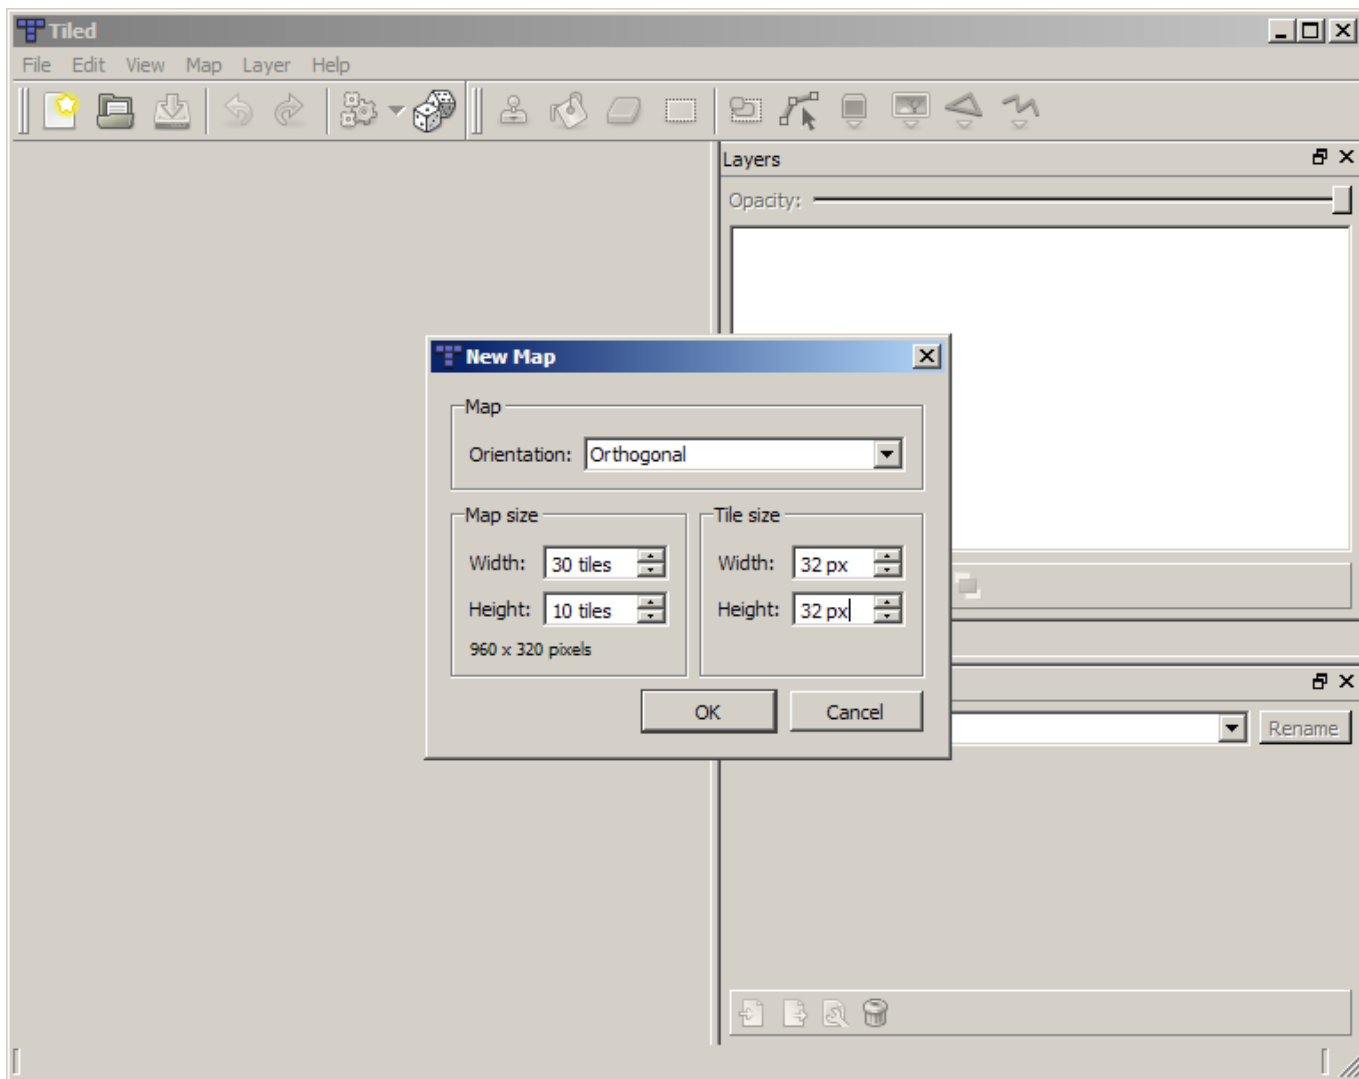 Tiled
File Edit View Map Layer Help
Layers
Opacity:
New Map
Map
Orientation: Orthogonal
Map size
Width: 30 tiles
Height: 10 tiles
960 x 320 pixels
Tile size
Width: 32 px
Height: 32 px
OK Cancel
Rename